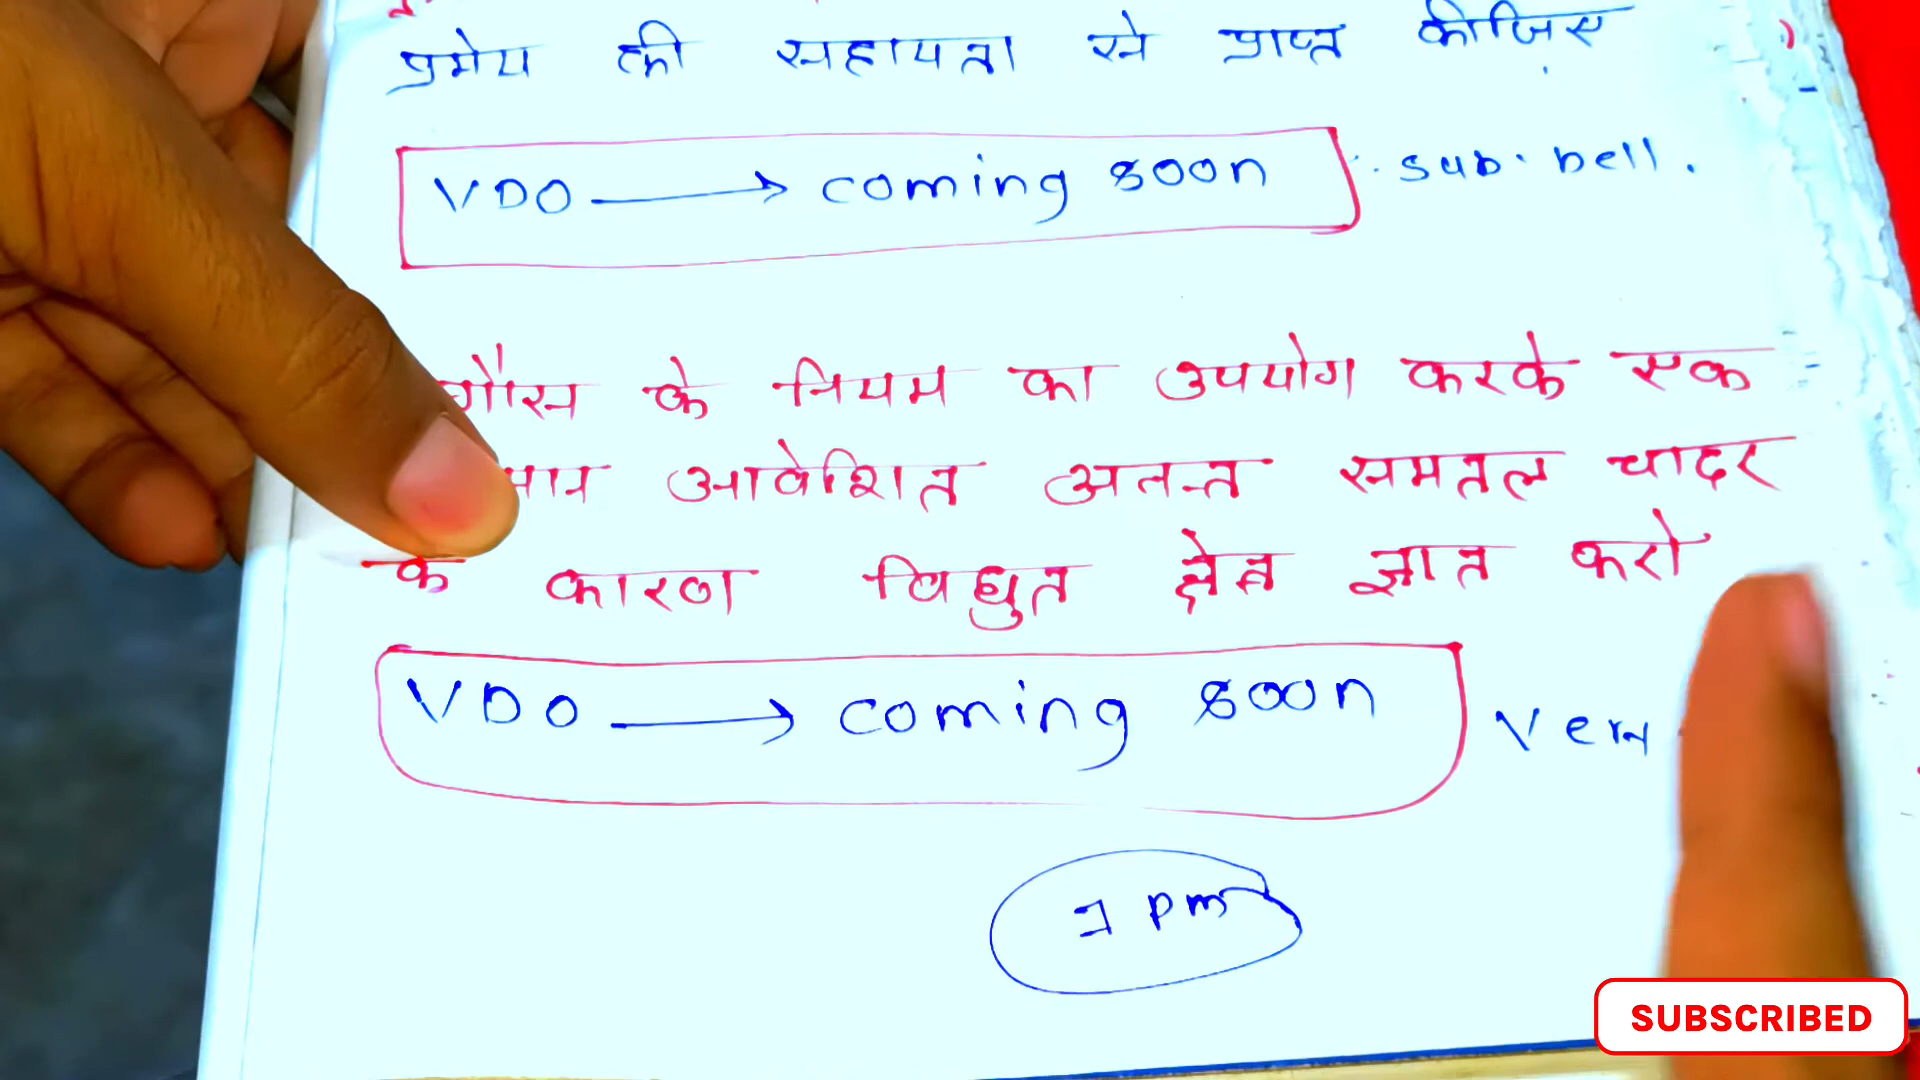 प्रमेय की सहायता से प्राप्त कीजिए
VDO → coming soon . sub. bell.
गौस के नियम का उपयोग करके एक
आवेशित अनन्त समतल चादर
के कारण विधुत क्षेत्र ज्ञात करो
VDO → coming soon
1 pm
SUBSCRIBED